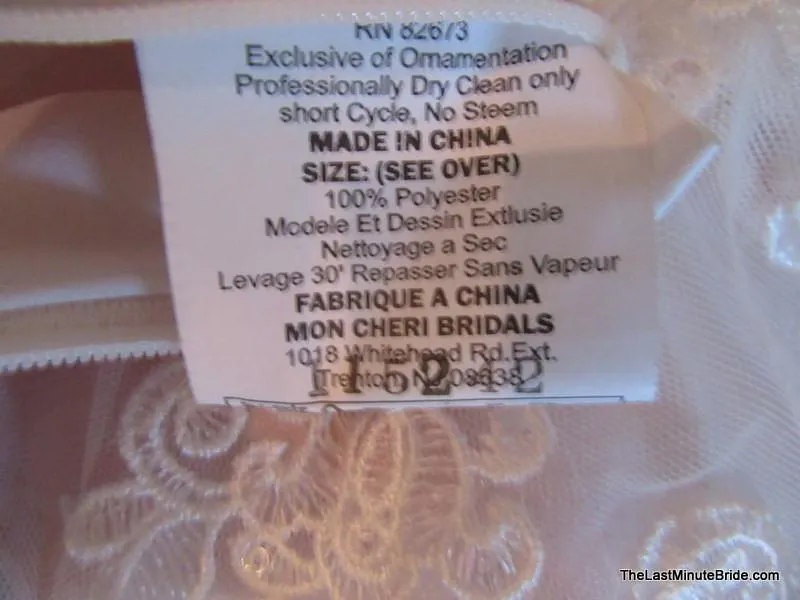 RN 82673
Exclusive of Ornamentation
Professionally Dry Clean only
short Cycle, No Steem
MADE IN CHINA
SIZE: (SEE OVER)
100% Polyester
Modele Et Dessin Extlusie
Nettoyage a Sec
Levage 30' Repasser Sans Vapeur
FABRIQUE A CHINA
MON CHERI BRIDALS
1018 Whitehead Rd.Ext.
Trenton, NJ 08638
115242
TheLastMinuteBride.com